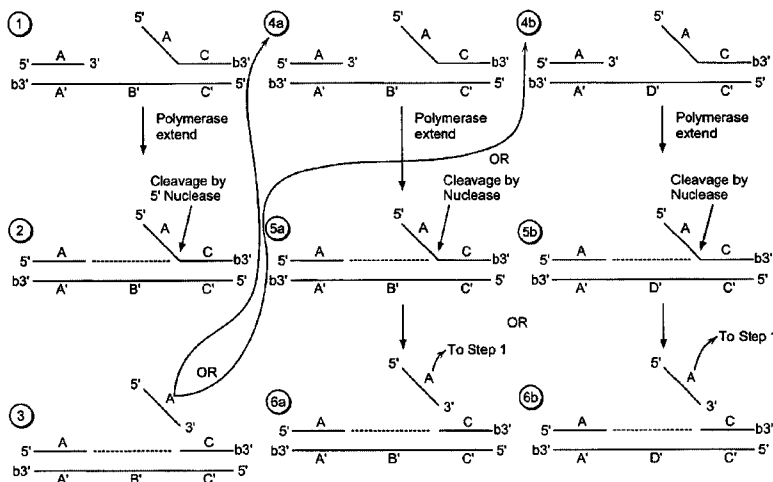 1
5'
A
5' A 3'
C b3'
b3' 5'
A' B' C'
Polymerase
extend
Cleavage by
5' Nuclease
2
5'
A
5' A
C b3'
b3' 5'
A' B' C'
OR
3
5'
A
3'
5' A
C b3'
b3' 5'
A' B' C'
4a
5'
A
5' A 3'
C b3'
b3' 5'
A' B' C'
Polymerase
extend
OR
Cleavage by
Nuclease
5a
5'
A
5' A
C b3'
b3' 5'
A' B' C'
OR
To Step 1
6a
5'
A
3'
5' A
C b3'
b3' 5'
A' B' C'
4b
5'
A
5' A 3'
C b3'
b3' 5'
A' D' C'
Polymerase
extend
Cleavage by
Nuclease
5b
5'
A
5' A
C b3'
b3' 5'
A' D' C'
To Step 1
6b
5'
A
3'
5' A
C b3'
b3' 5'
A' D' C'